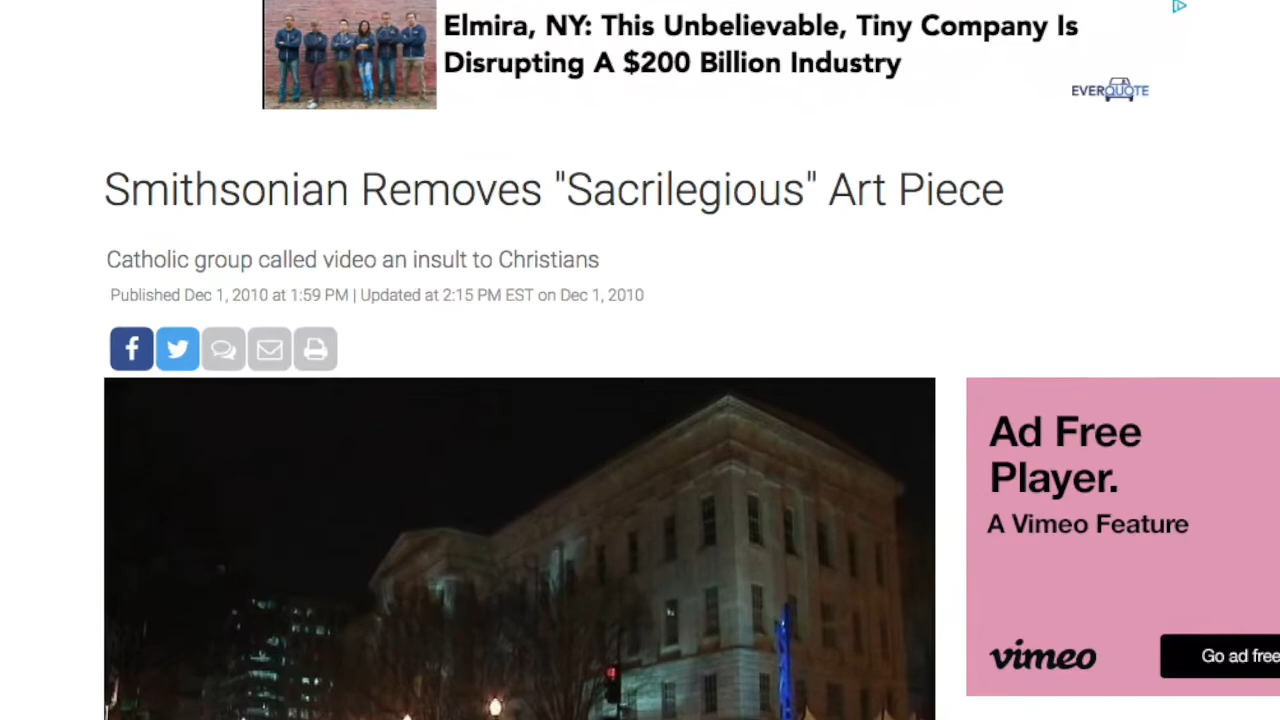 Elmira, NY: This Unbelievable, Tiny Company Is
Disrupting A $200 Billion Industry
EVERQUOTE
Smithsonian Removes "Sacrilegious" Art Piece
Catholic group called video an insult to Christians
Published Dec 1, 2010 at 1:59 PM | Updated at 2:15 PM EST on Dec 1, 2010
Ad Free
Player.
A Vimeo Feature
vimeo
Go ad free